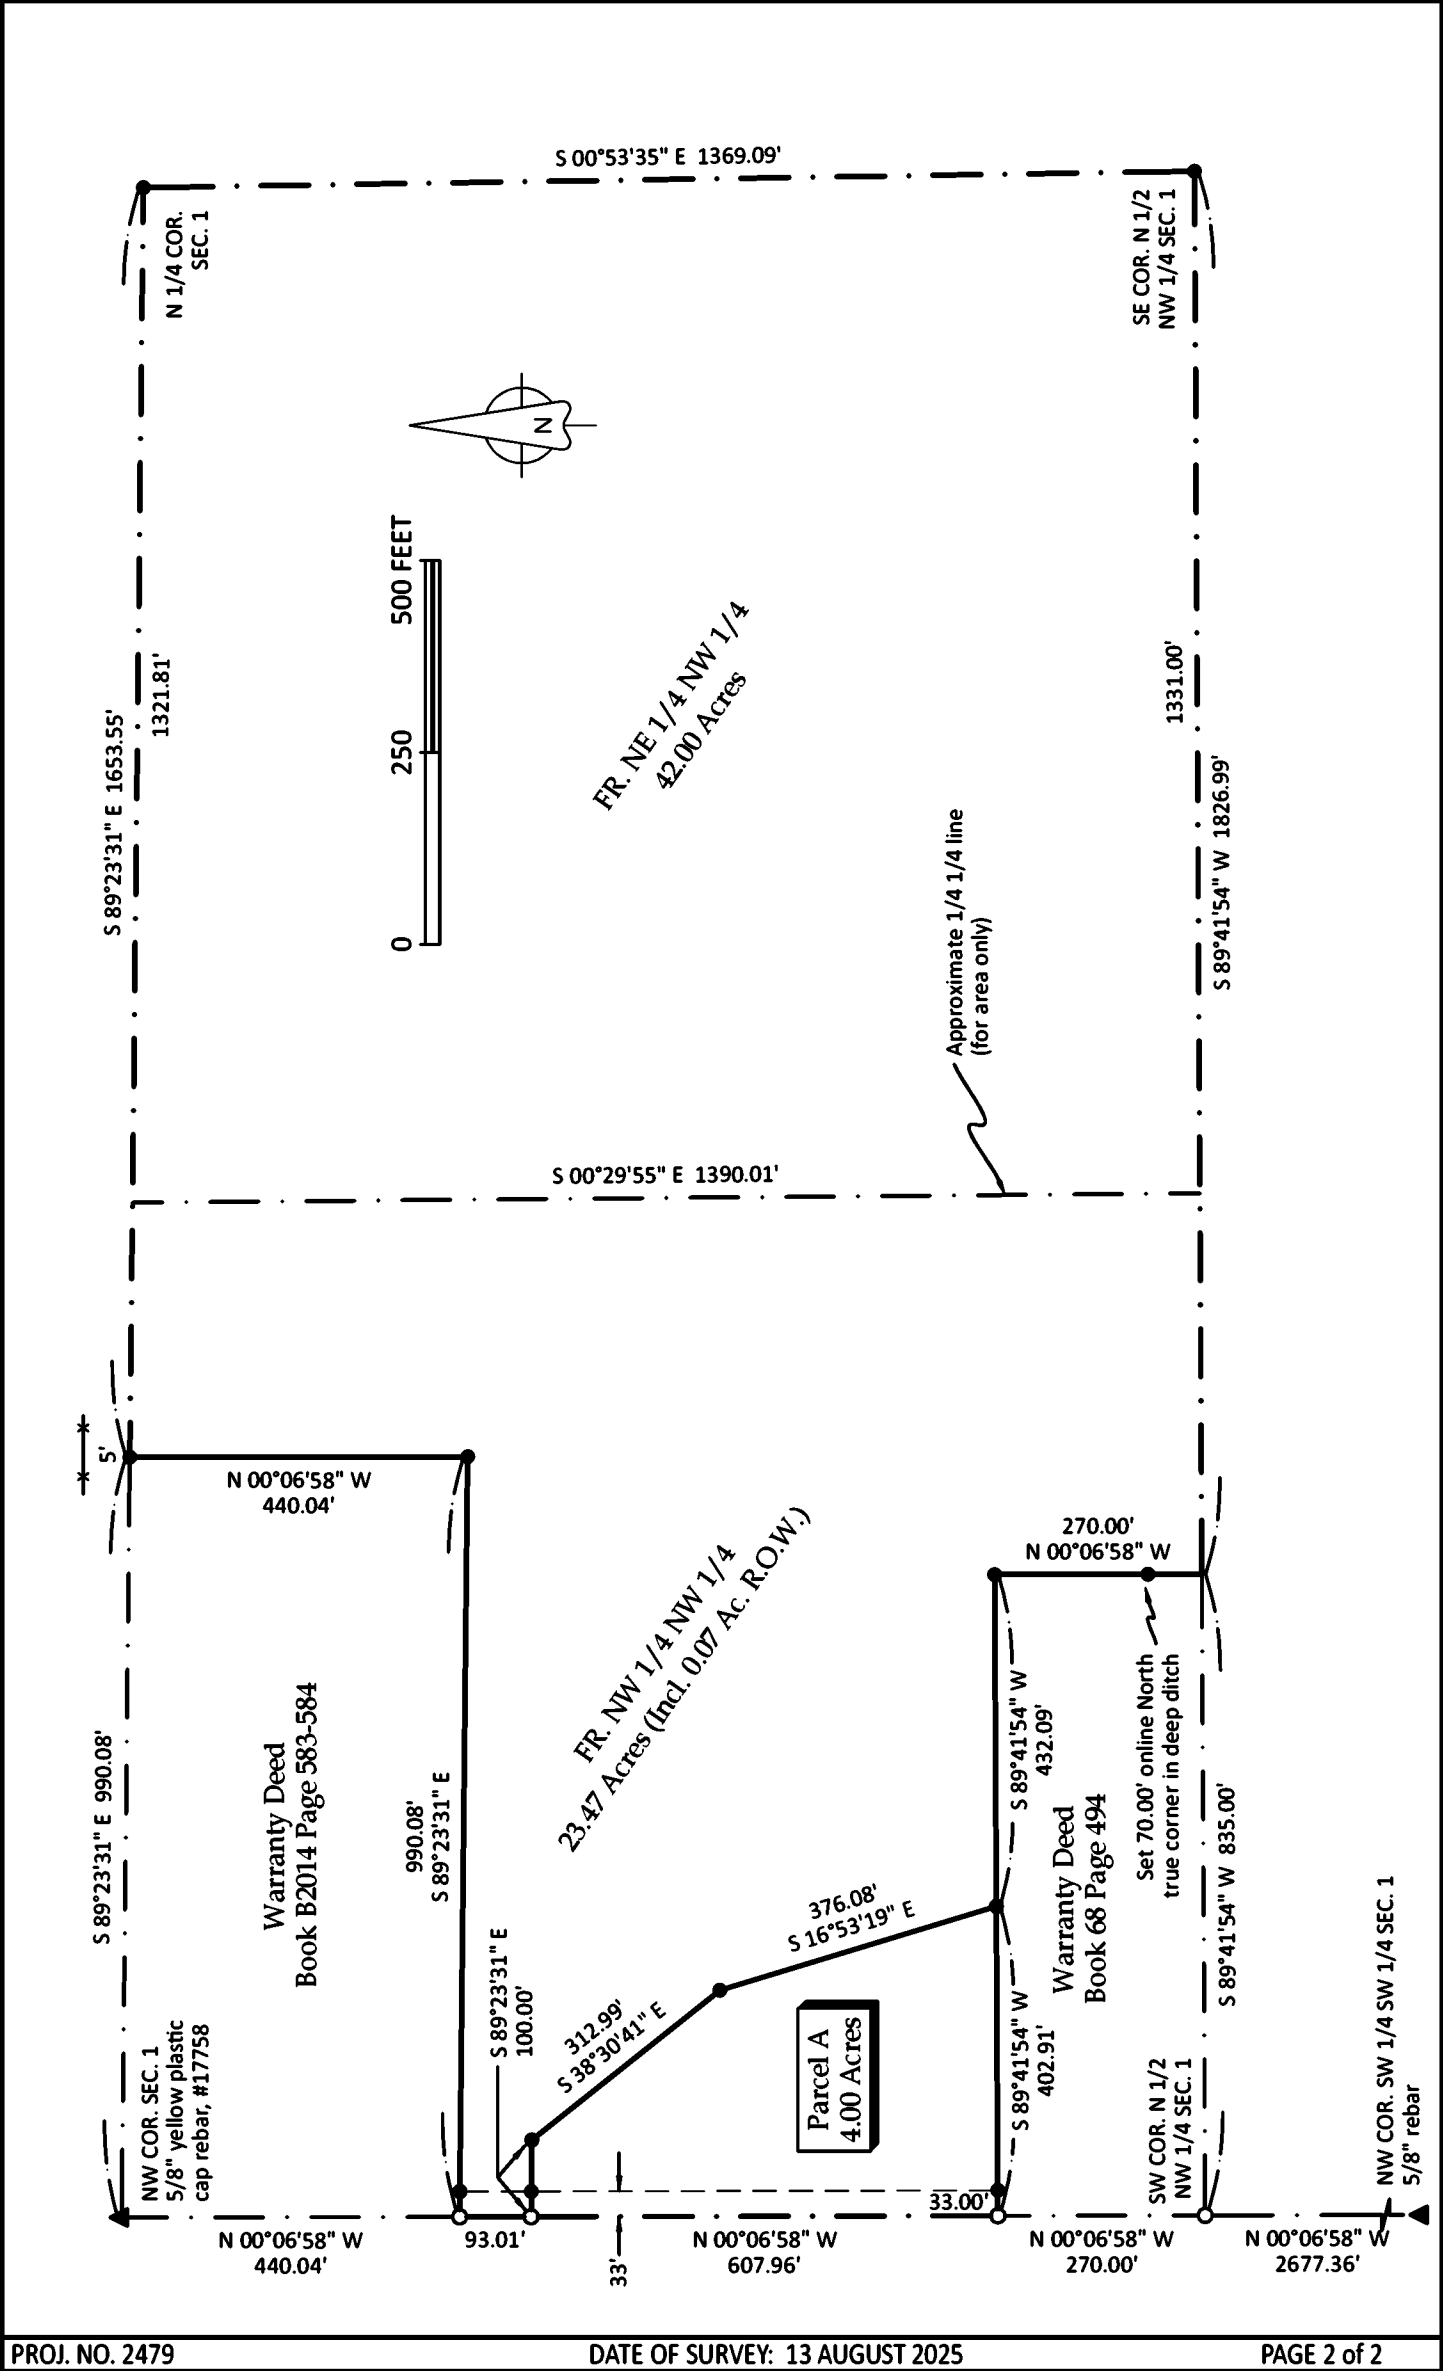 S 00°53'35" E 1369.09'
N 1/4 COR.
SEC. 1
SE COR. N 1/2
NW 1/4 SEC. 1
N
0 250 500 FEET
S 89°23'31" E 1653.55'
1321.81'
FR. NE 1/4 NW 1/4
42.00 Acres
1331.00'
S 89°41'54" W 1826.99'
Approximate 1/4 1/4 line
(for area only)
S 00°29'55" E 1390.01'
5'
N 00°06'58" W
440.04'
270.00'
N 00°06'58" W
S 89°23'31" E 990.08'
Warranty Deed
Book B2014 Page 583-584
990.08'
S 89°23'31" E
FR. NW 1/4 NW 1/4
23.47 Acres (Incl. 0.07 Ac. R.O.W.)
S 89°41'54" W
432.09'
Set 70.00' online North
true corner in deep ditch
Warranty Deed
Book 68 Page 494
S 89°41'54" W 835.00'
376.08'
S 16°53'19" E
S 89°23'31" E
100.00'
312.99'
S 38°30'41" E
Parcel A
4.00 Acres
S 89°41'54" W
402.91'
NW COR. SEC. 1
5/8" yellow plastic
cap rebar, #17758
SW COR. N 1/2
NW 1/4 SEC. 1
NW COR. SW 1/4 SW 1/4 SEC. 1
5/8" rebar
33.00'
N 00°06'58" W
440.04'
93.01'
33'
N 00°06'58" W
607.96'
N 00°06'58" W
270.00'
N 00°06'58" W
2677.36'
PROJ. NO. 2479
DATE OF SURVEY: 13 AUGUST 2025
PAGE 2 of 2